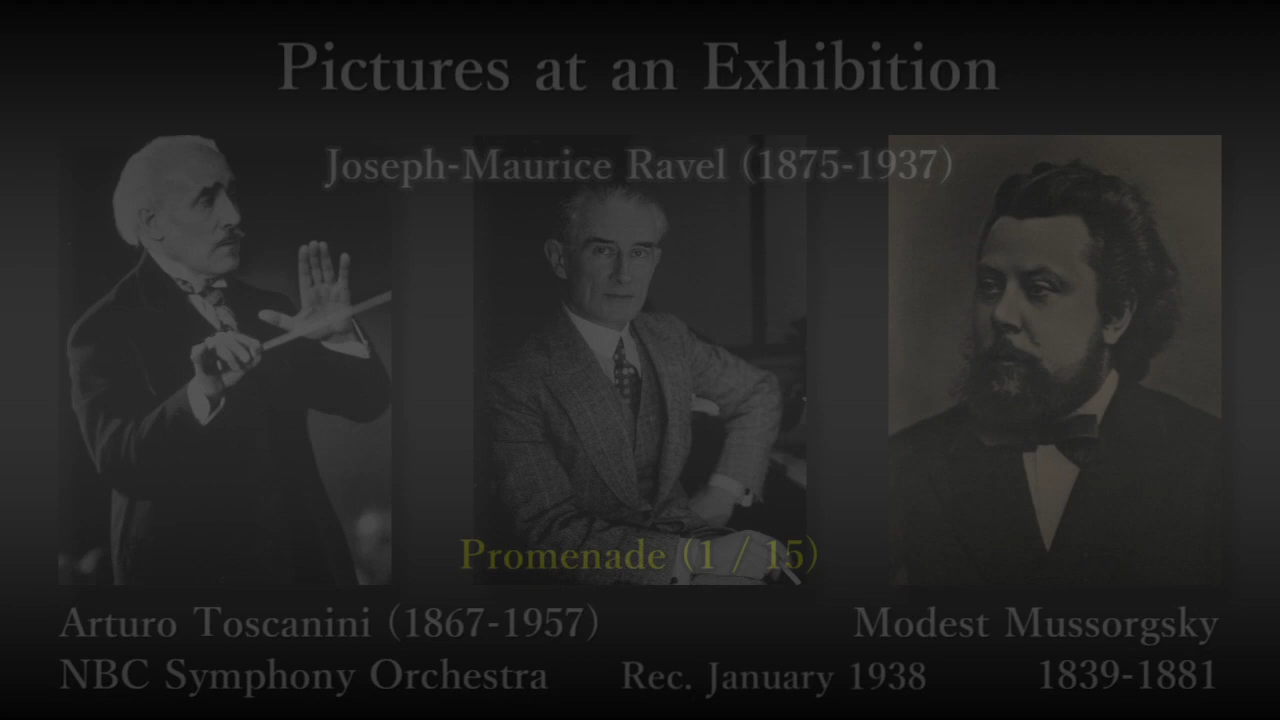 Pictures at an Exhibition
Joseph-Maurice Ravel (1875-1937)
Promenade (1 / 15)
Arturo Toscanini (1867-1957)
Modest Mussorgsky
NBC Symphony Orchestra
Rec. January 1938
1839-1881